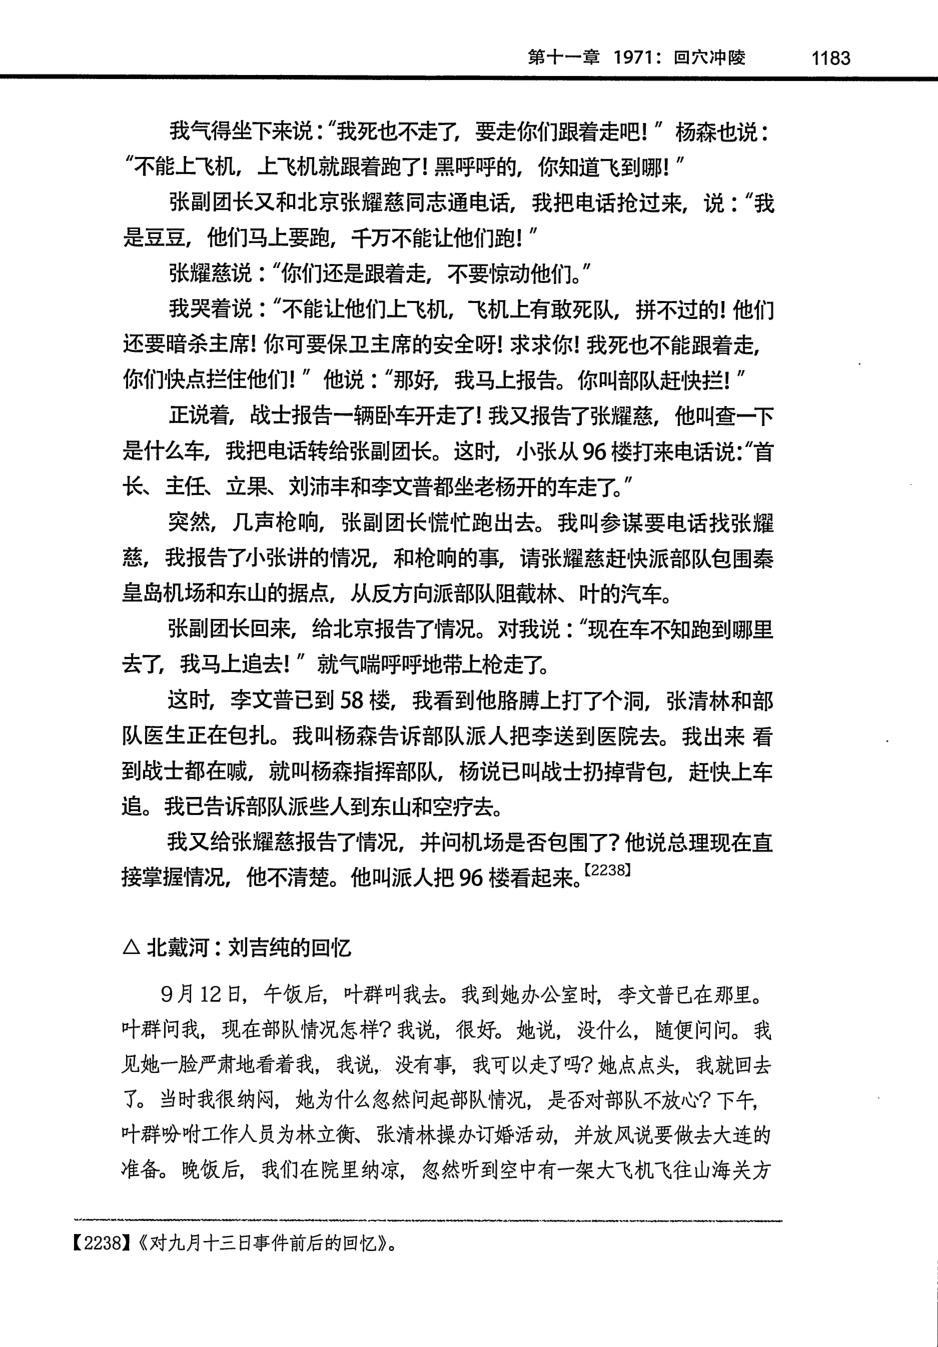 第十一章 1971：回穴冲陵 1183
我气得坐下来说：“我死也不走了，要走你们跟着走吧！”杨森也说：
“不能上飞机，上飞机就跟着跑了！黑呼呼的，你知道飞到哪！”
张副团长又和北京张耀慈同志通电话，我把电话抢过来，说：“我
是豆豆，他们马上要跑，千万不能让他们跑！”
张耀慈说：“你们还是跟着走，不要惊动他们。”
我哭着说：“不能让他们上飞机，飞机上有敢死队，拼不过的！他们
还要暗杀主席！你可要保卫主席的安全呀！求求你！我死也不能跟着走，
你们快点拦住他们！”他说：“那好，我马上报告。你叫部队赶快拦！”
正说着，战士报告一辆卧车开走了！我又报告了张耀慈，他叫查一下
是什么车，我把电话转给张副团长。这时，小张从 96 楼打来电话说：“首
长、主任、立果、刘沛丰和李文普都坐老杨开的车走了。”
突然，几声枪响，张副团长慌忙跑出去。我叫参谋要电话找张耀
慈，我报告了小张讲的情况，和枪响的事，请张耀慈赶快派部队包围秦
皇岛机场和东山的据点，从反方向派部队阻截林、叶的汽车。
张副团长回来，给北京报告了情况。对我说：“现在车不知跑到哪里
去了，我马上追去！”就气喘呼呼地带上枪走了。
这时，李文普已到 58 楼，我看到他胳膊上打了个洞，张清林和部
队医生正在包扎。我叫杨森告诉部队派人把李送到医院去。我出来 看
到战士都在喊，就叫杨森指挥部队，杨说已叫战士扔掉背包，赶快上车
追。我已告诉部队派些人到东山和空疗去。
我又给张耀慈报告了情况，并问机场是否包围了？他说总理现在直
接掌握情况，他不清楚。他叫派人把 96 楼看起来。【2238】
△ 北戴河：刘吉纯的回忆
9 月 12 日，午饭后，叶群叫我去。我到她办公室时，李文普已在那里。
叶群问我，现在部队情况怎样？我说，很好。她说，没什么，随便问问。我
见她一脸严肃地看着我，我说，没有事，我可以走了吗？她点点头，我就回去
了。当时我很纳闷，她为什么忽然问起部队情况，是否对部队不放心？下午，
叶群吩咐工作人员为林立衡、张清林操办订婚活动，并放风说要做去大连的
准备。晚饭后，我们在院里纳凉，忽然听到空中有一架大飞机飞往山海关方
【2238】《对九月十三日事件前后的回忆》。